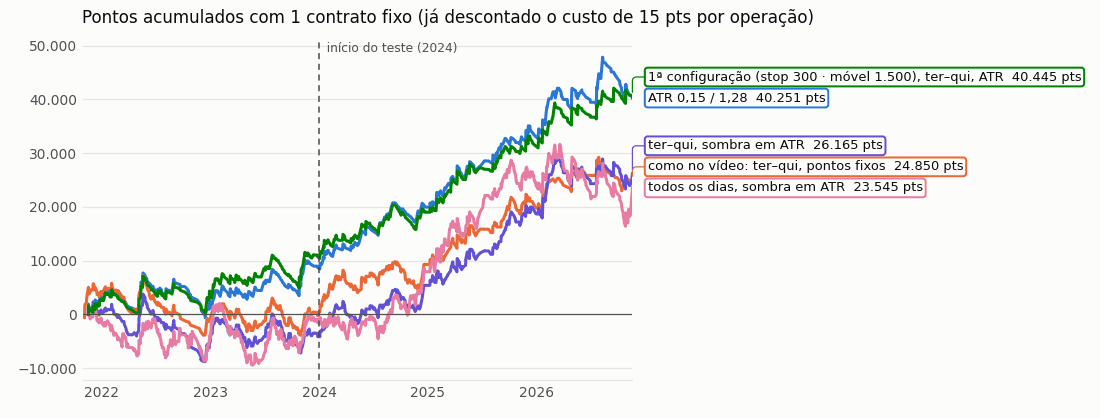 Pontos acumulados com 1 contrato fixo (já descontado o custo de 15 pts por operação)
50.000
início do teste (2024)
1ª configuração (stop 300 · móvel 1.500), ter–qui, ATR 40.445 pts
40.000
ATR 0,15 / 1,28 40.251 pts
30.000
ter–qui, sombra em ATR 26.165 pts
como no vídeo: ter–qui, pontos fixos 24.850 pts
todos os dias, sombra em ATR 23.545 pts
20.000
10.000
0
−10.000
2022 2023 2024 2025 2026